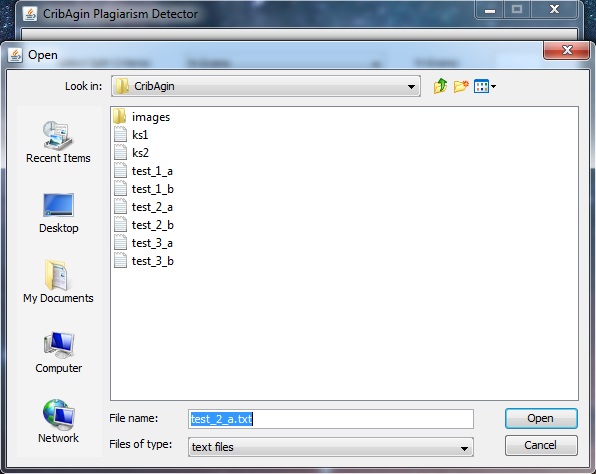 CribAgin Plagiarism Detector
Open
Look in: CribAgin
images
ks1
ks2
test_1_a
test_1_b
test_2_a
test_2_b
test_3_a
test_3_b
Recent Items
Desktop
My Documents
Computer
Network
File name: test_2_a.txt Open
Files of type: text files Cancel